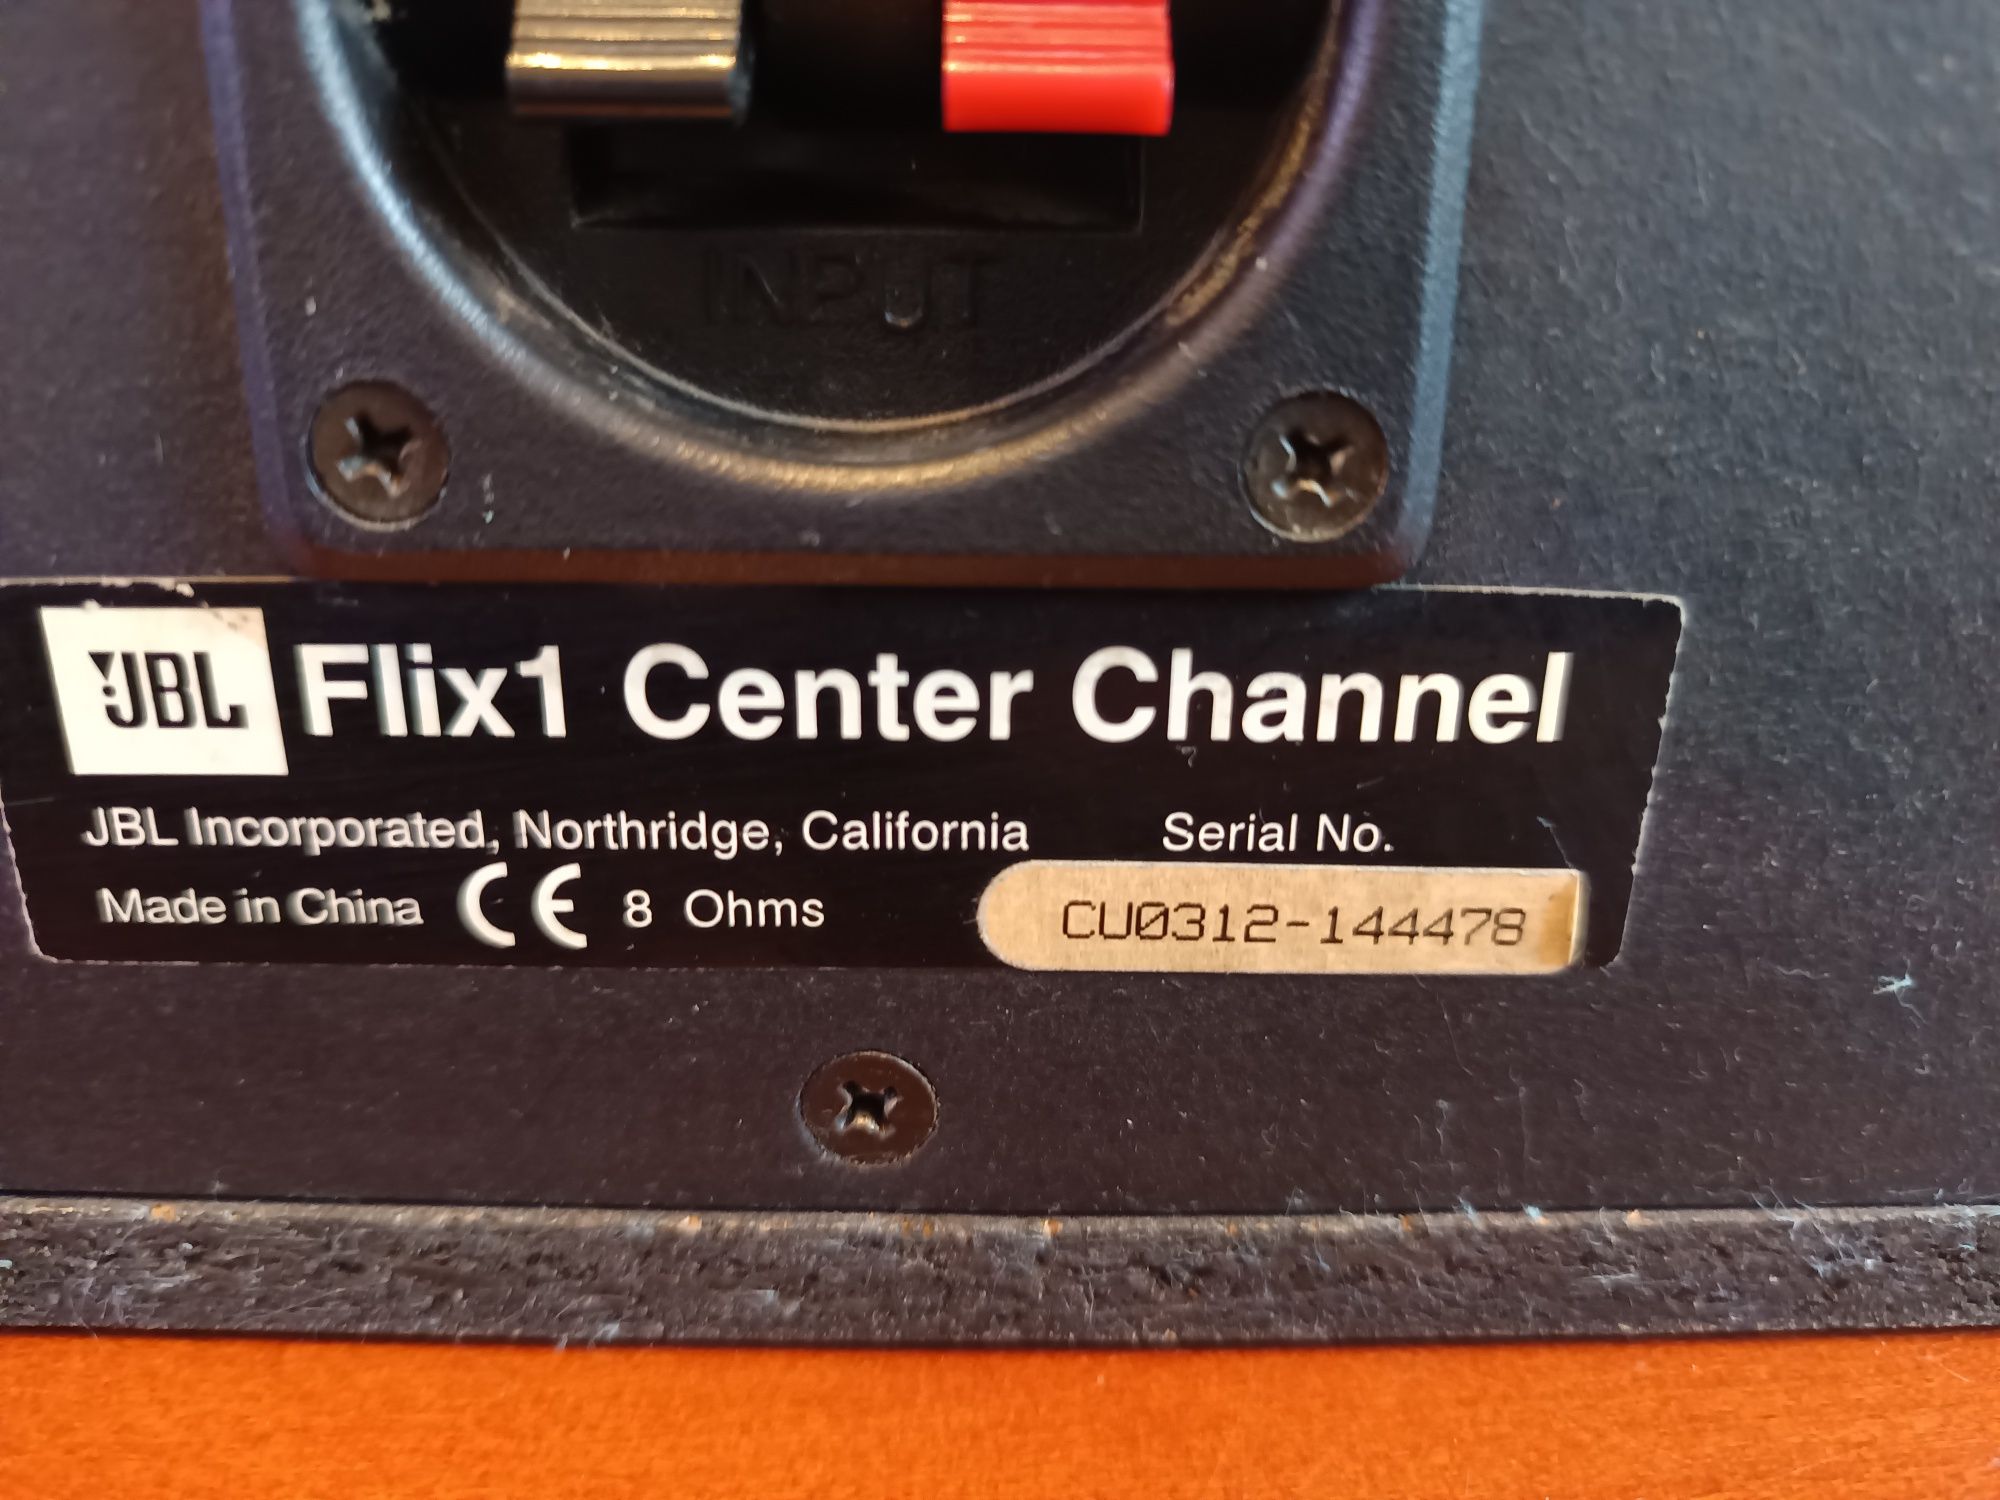 INPUT
JBL Flix1 Center Channel
JBL Incorporated, Northridge, California Serial No.
Made in China CE 8 Ohms CU0312-144478